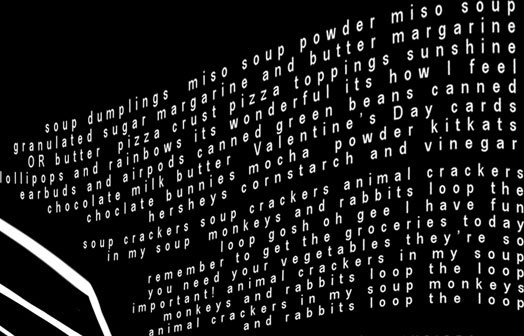 soup dumplings miso soup powder miso soup
granulated sugar margarine and butter margarine
OR butter pizza crust pizza toppings sunshine
lollipops and rainbows its wonderful its how I feel
earbuds and airpods canned green beans canned
chocolate milk butter Valentine's Day cards
choclate bunnies mocha powder kitkats
hersheys cornstarch and vinegar
soup crackers soup crackers animal crackers
in my soup monkeys and rabbits loop the
loop gosh oh gee I have fun
remember to get the groceries today
you need your vegetables they're so
important! animal crackers in my soup
monkeys and rabbits loop the loop
animal crackers in my soup monkeys
and rabbits loop the loop